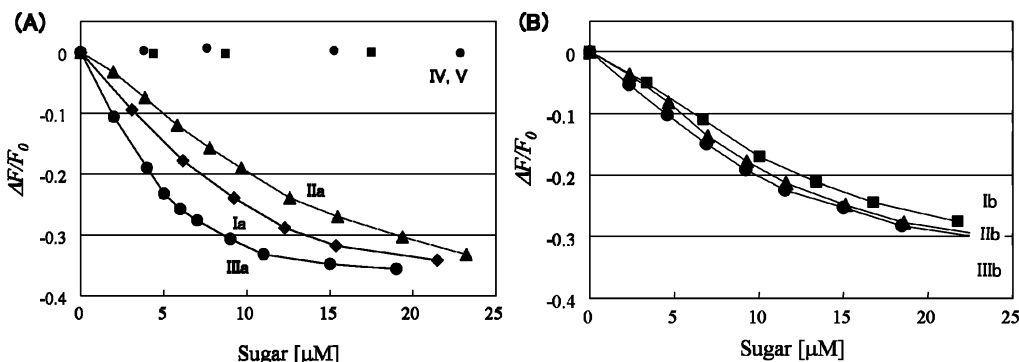 (A)
0
-0.1
-0.2
-0.3
-0.4
ΔF/F0
0
5
10
15
20
25
Sugar [μM]
IV, V
IIa
Ia
IIIa
(B)
0
-0.1
-0.2
-0.3
-0.4
ΔF/F0
0
5
10
15
20
25
Sugar [μM]
Ib
IIb
IIIb